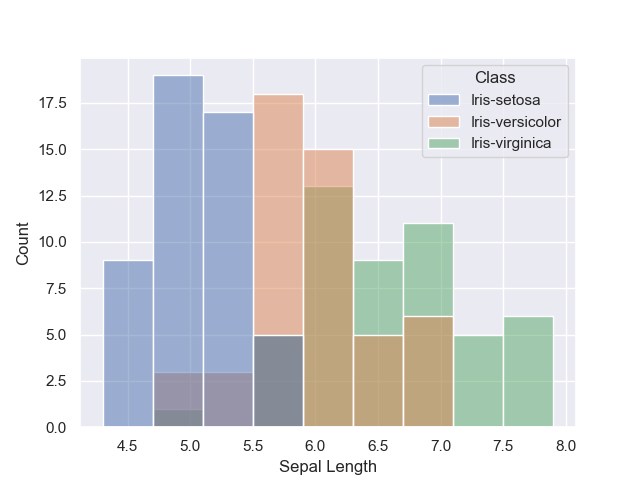 Class
Iris-setosa
Iris-versicolor
Iris-virginica
17.5
15.0
12.5
10.0
7.5
5.0
2.5
0.0
Count
4.5 5.0 5.5 6.0 6.5 7.0 7.5 8.0
Sepal Length